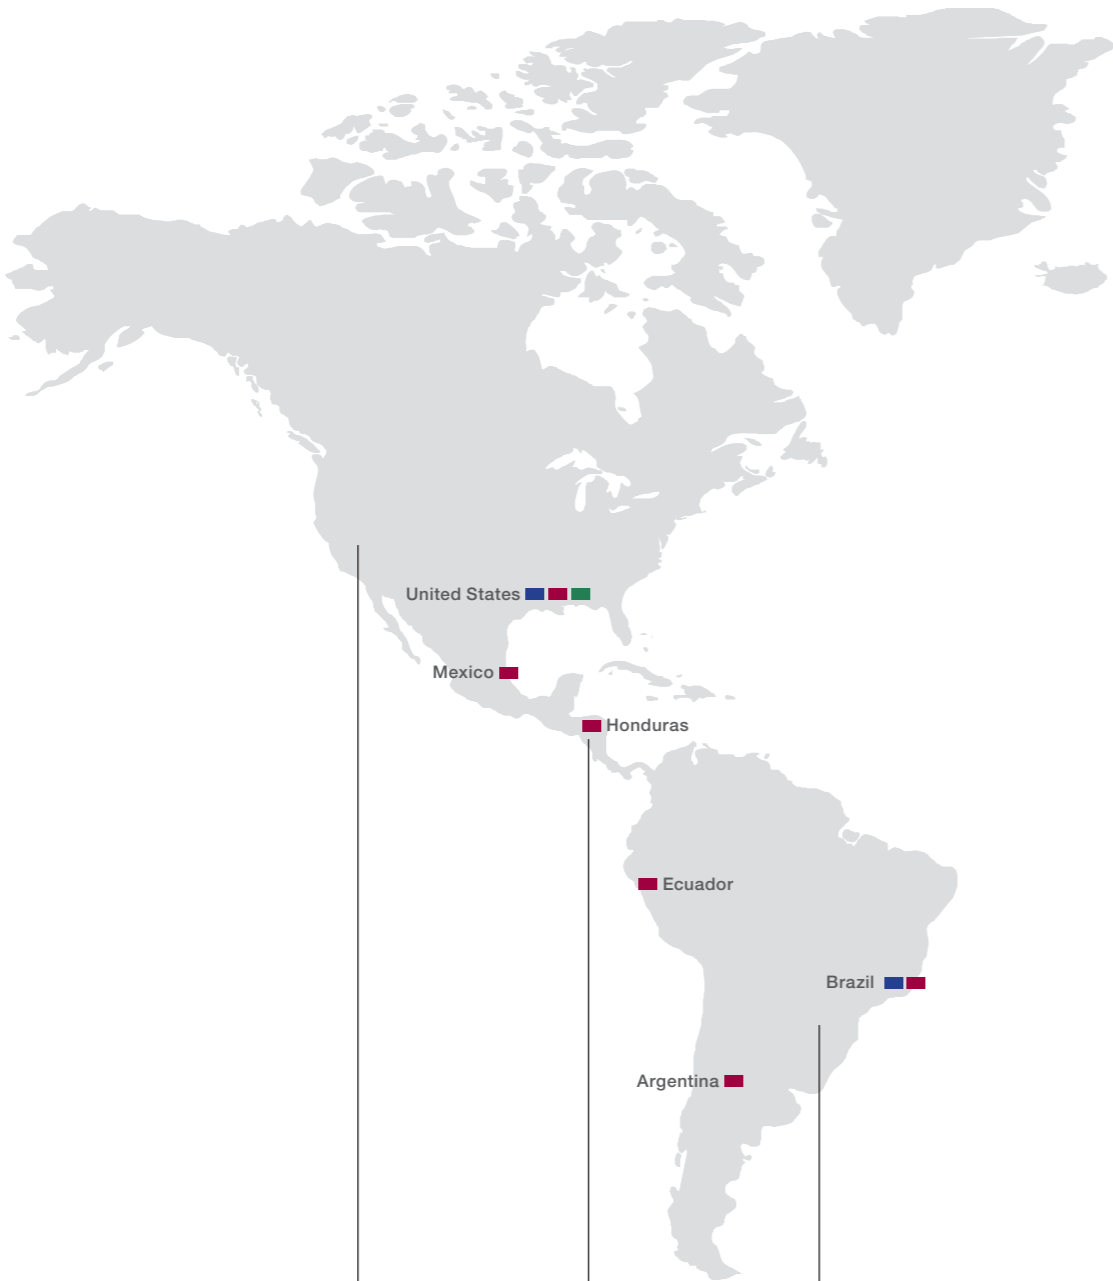 United States
Mexico
Honduras
Ecuador
Brazil
Argentina